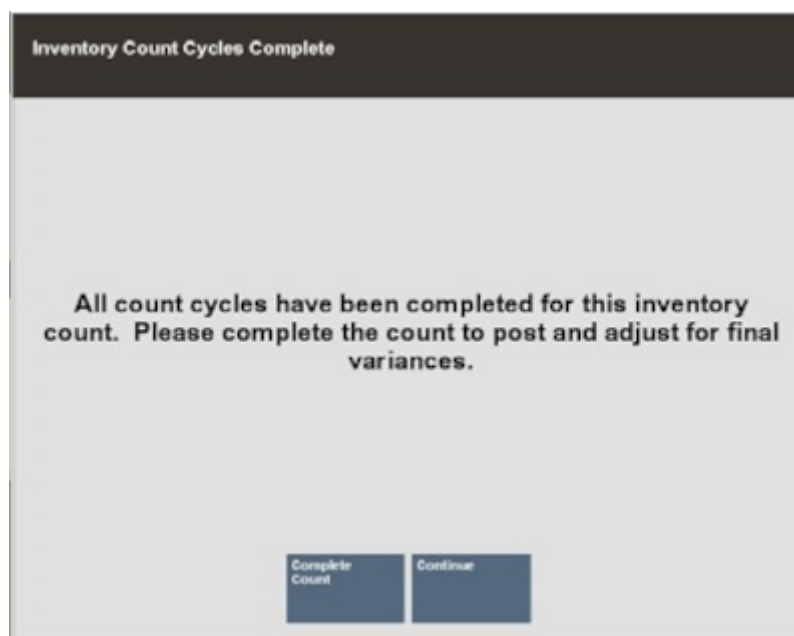 Inventory Count Cycles Complete
All count cycles have been completed for this inventory
count.  Please complete the count to post and adjust for final
variances.
Complete
Count
Continue